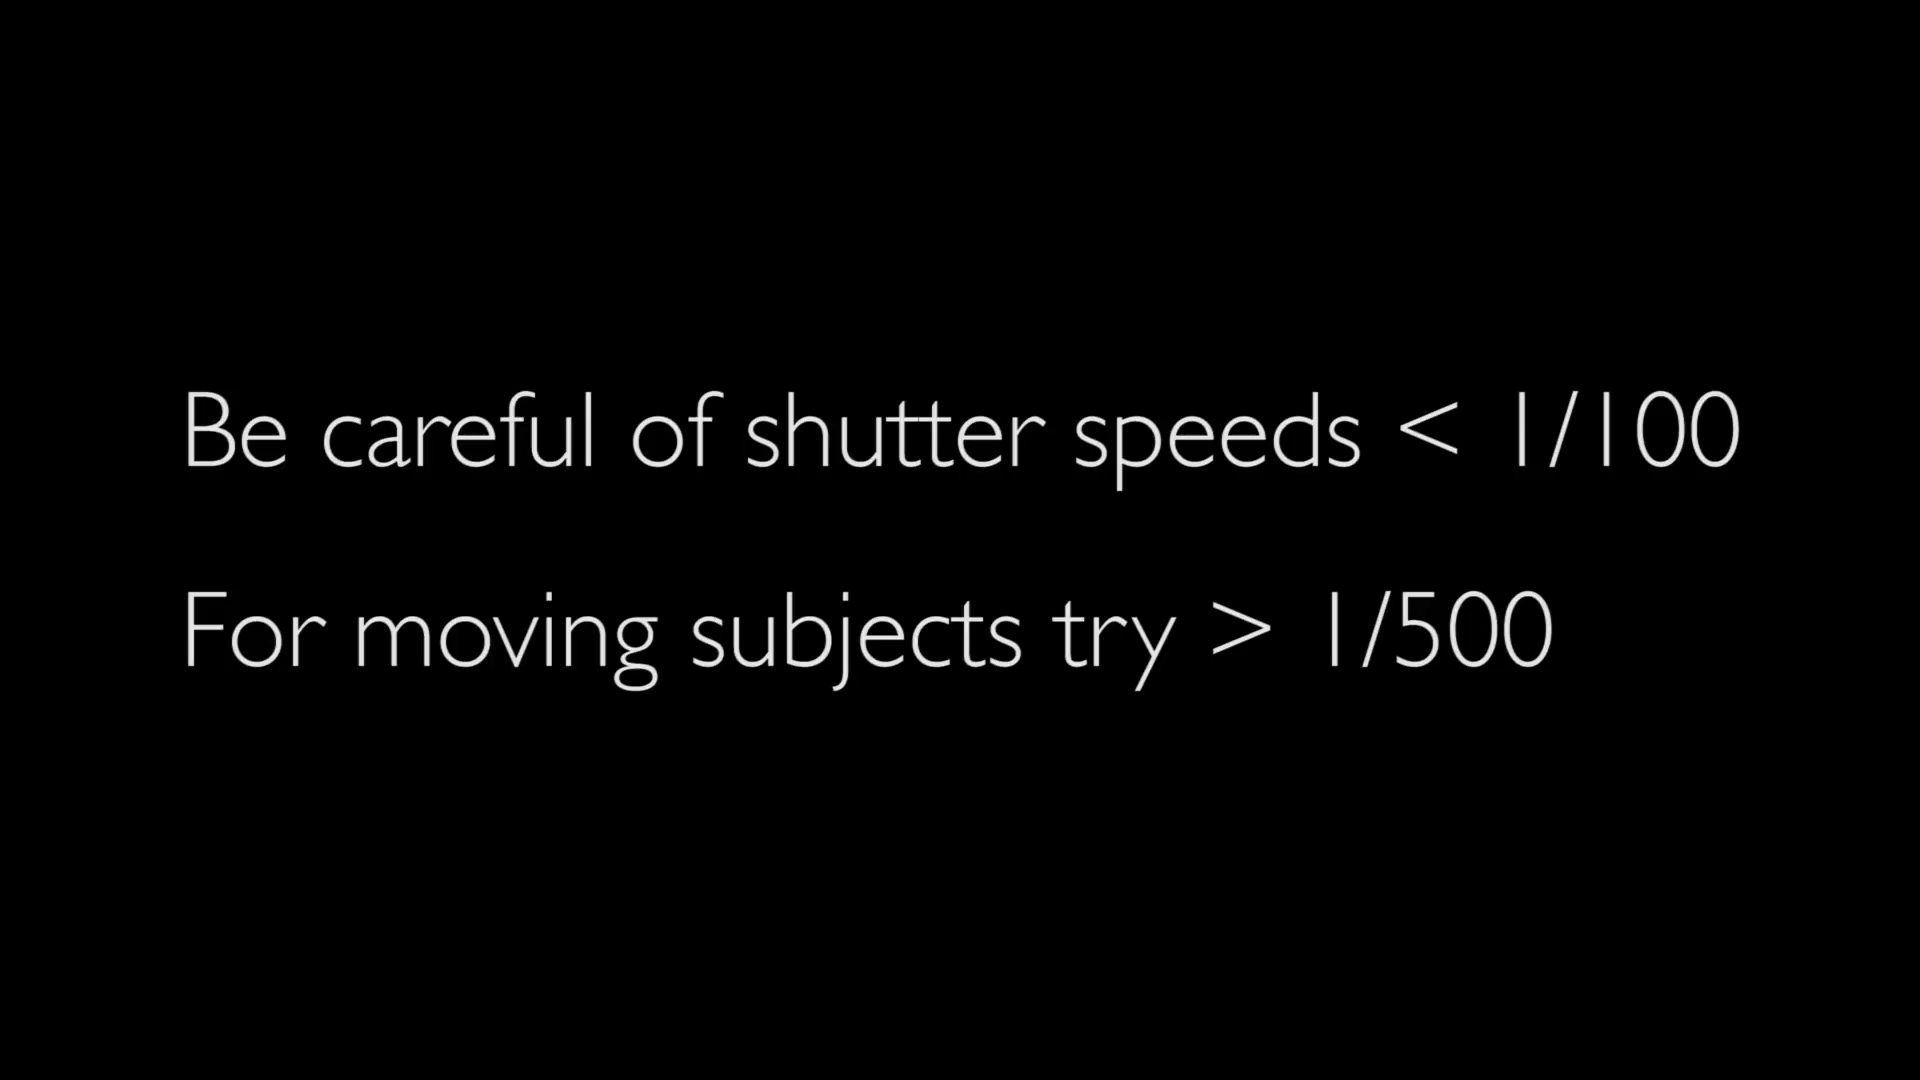 Be careful of shutter speeds < 1/100
For moving subjects try > 1/500